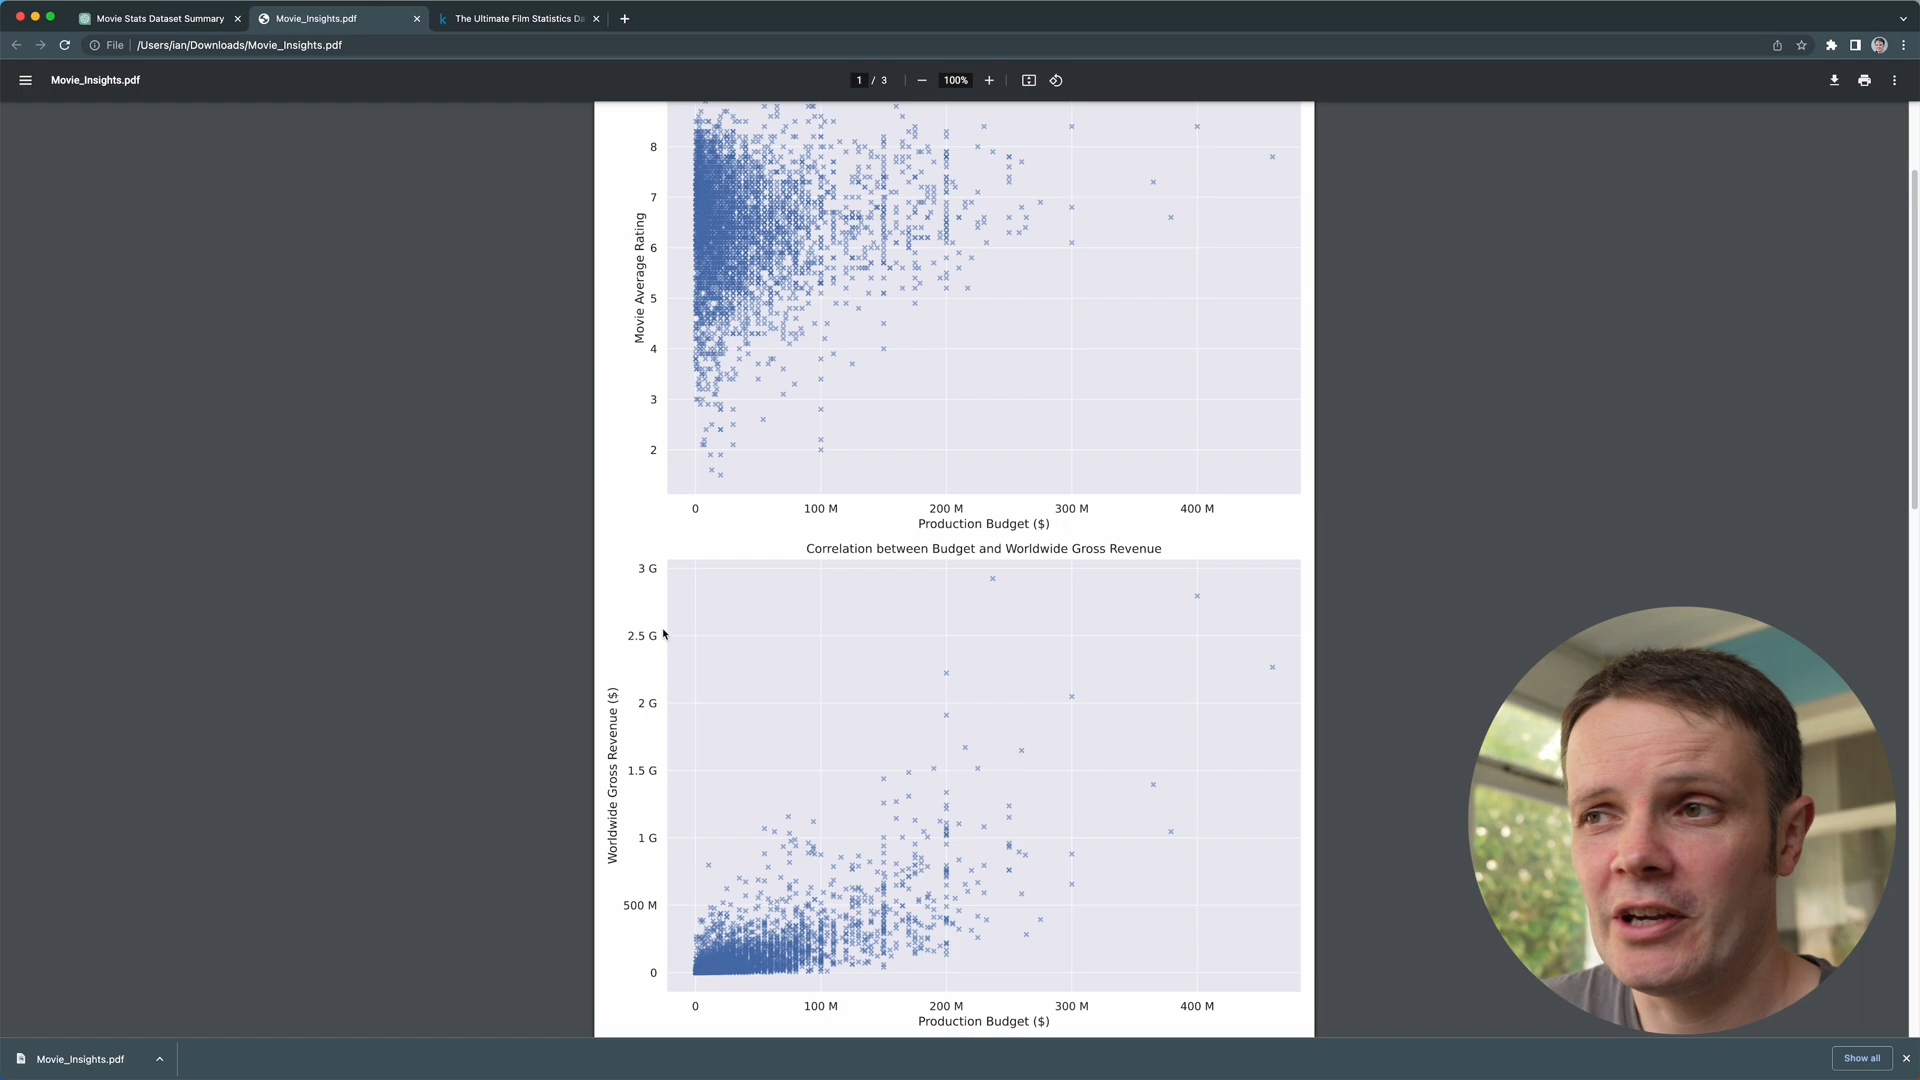 Movie Stats Dataset Summary
Movie_Insights.pdf
The Ultimate Film Statistics Da
File
/Users/ian/Downloads/Movie_Insights.pdf
Movie_Insights.pdf
1 / 3
100%
8
7
6
5
4
3
2
Movie Average Rating
0 100 M 200 M 300 M 400 M
Production Budget ($)
Correlation between Budget and Worldwide Gross Revenue
3 G
2.5 G
2 G
1.5 G
1 G
500 M
0
Worldwide Gross Revenue ($)
0 100 M 200 M 300 M 400 M
Production Budget ($)
Movie_Insights.pdf
Show all